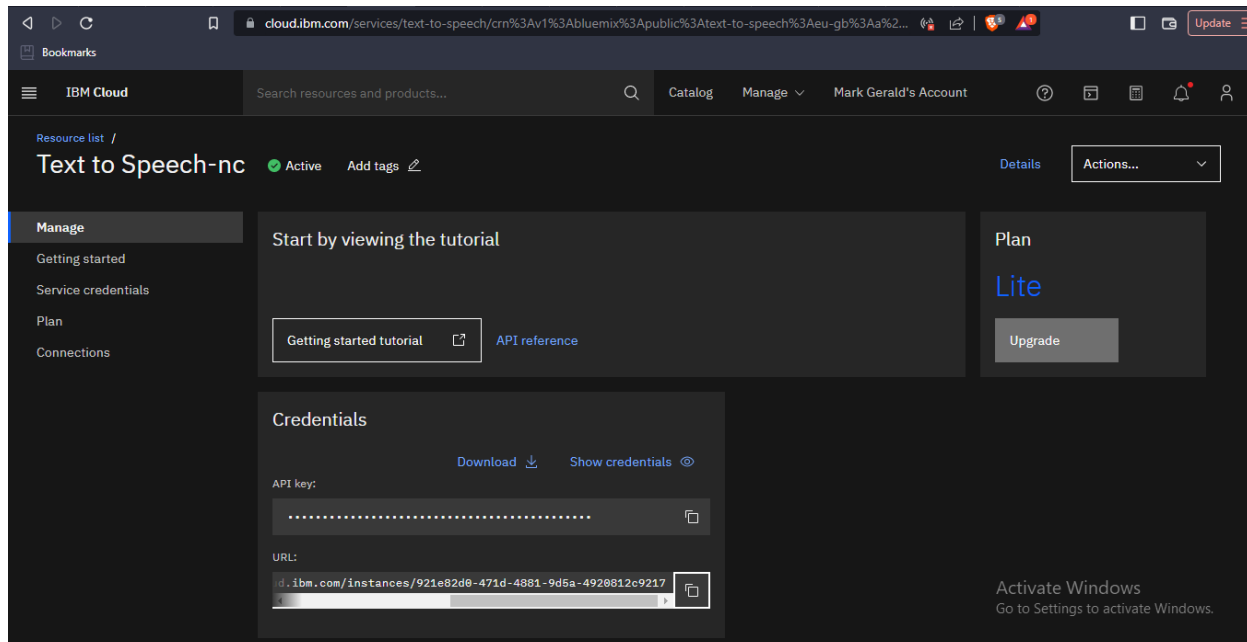 cloud.ibm.com/services/text-to-speech/crn%3Av1%3Abluemix%3Apublic%3Atext-to-speech%3Aeu-gb%3Aa%2...
Update
Bookmarks
IBM Cloud
Search resources and products...
Catalog
Manage
Mark Gerald's Account
Resource list /
Text to Speech-nc
Active
Add tags
Details
Actions...
Manage
Getting started
Service credentials
Plan
Connections
Start by viewing the tutorial
Getting started tutorial
API reference
Plan
Lite
Upgrade
Credentials
Download
Show credentials
API key:
URL:
d.ibm.com/instances/921e82d0-471d-4881-9d5a-4920812c9217
Activate Windows
Go to Settings to activate Windows.